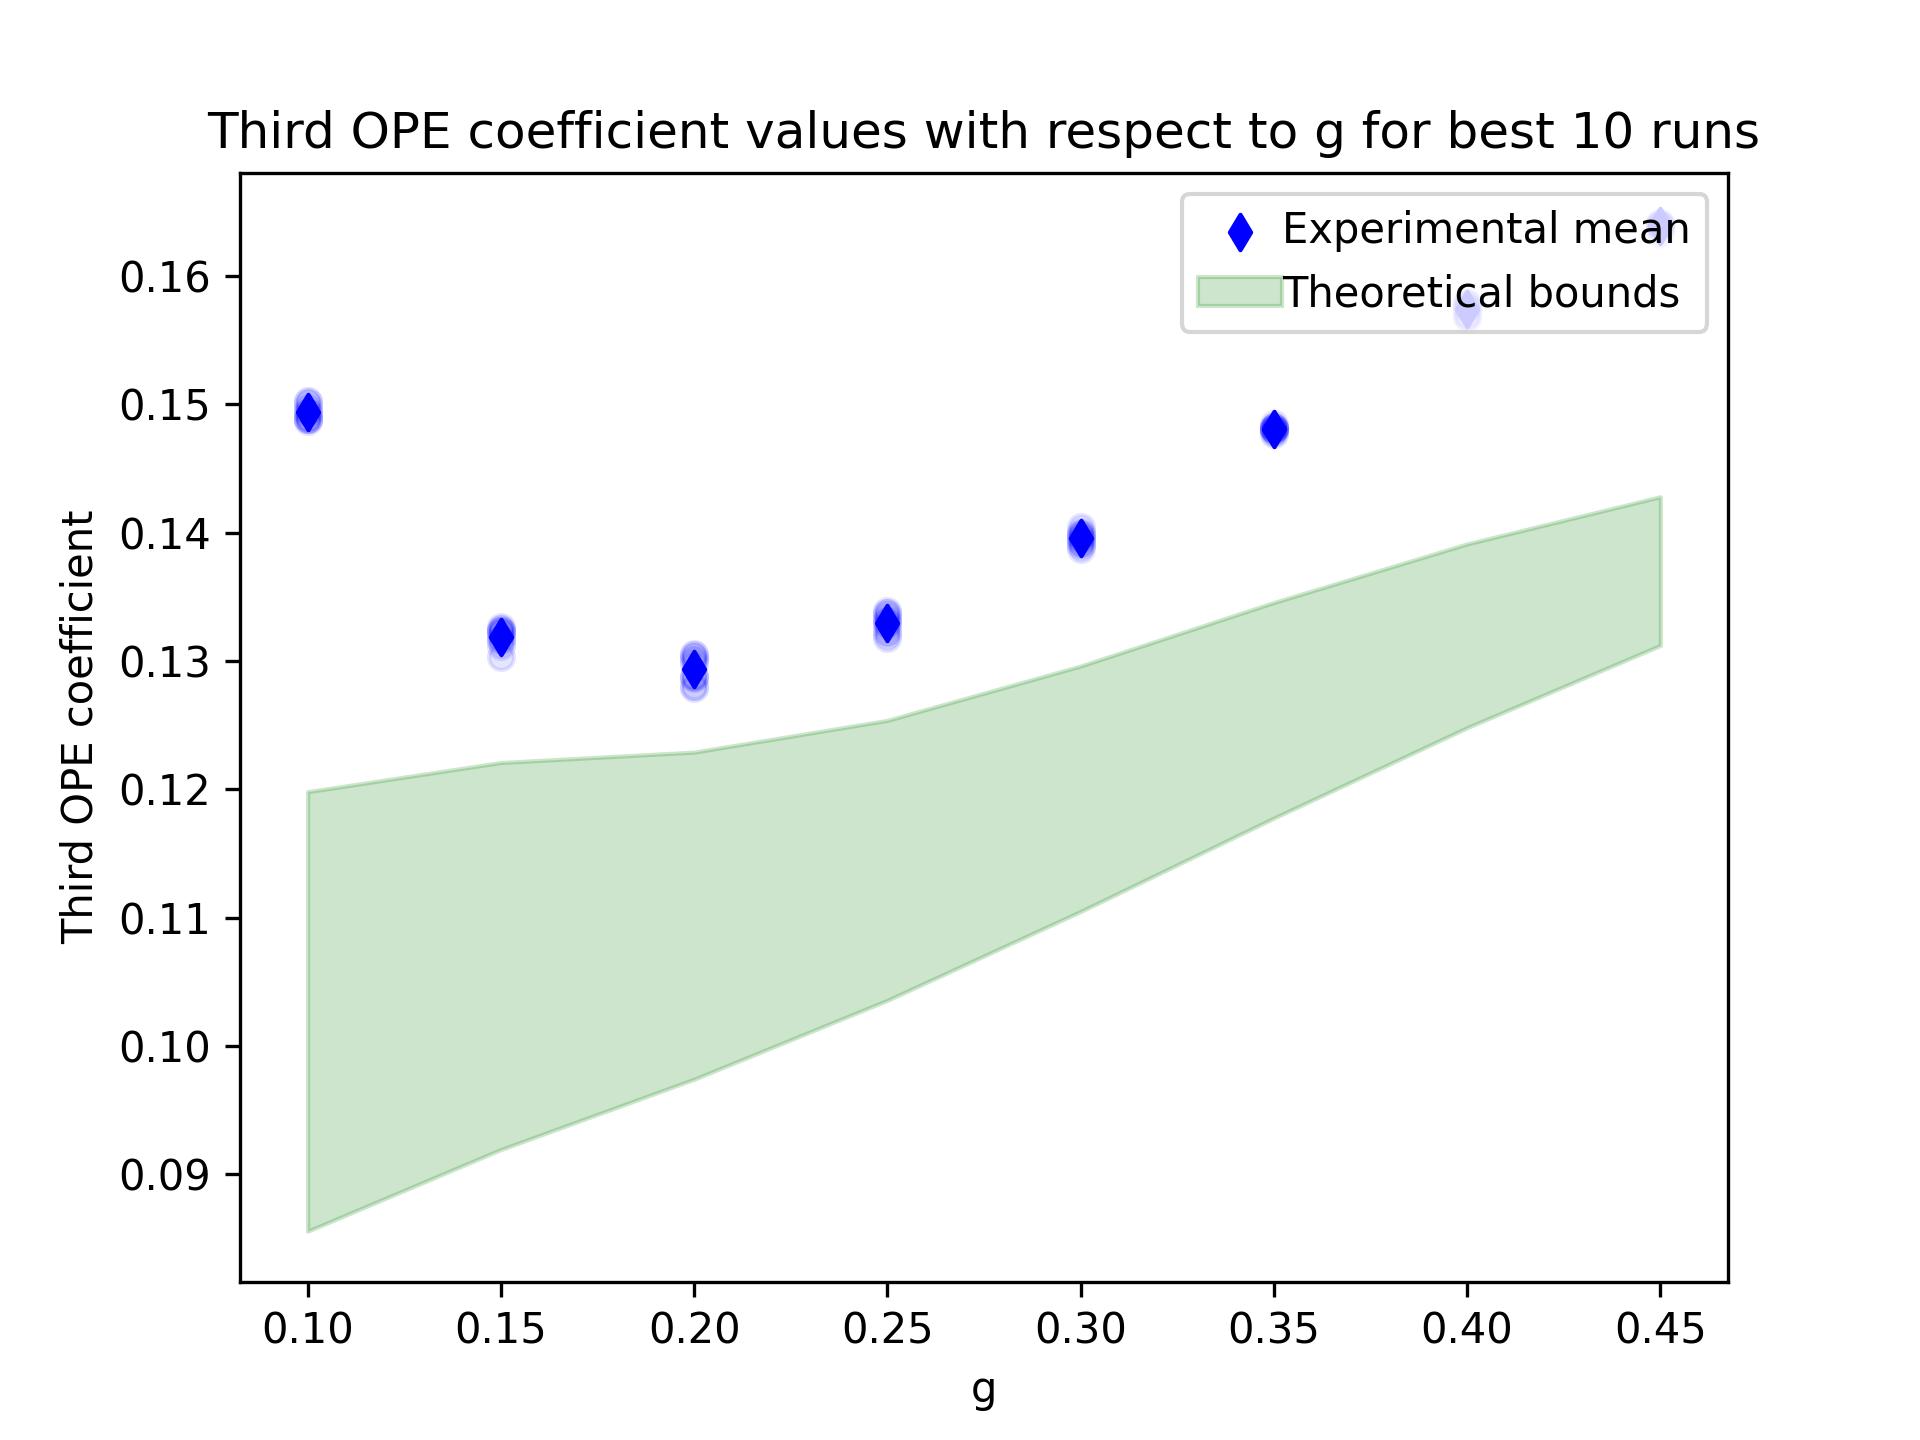 Third OPE coefficient values with respect to g for best 10 runs
Experimental mean
Theoretical bounds
Third OPE coefficient
0.16
0.15
0.14
0.13
0.12
0.11
0.10
0.09
0.10 0.15 0.20 0.25 0.30 0.35 0.40 0.45
g